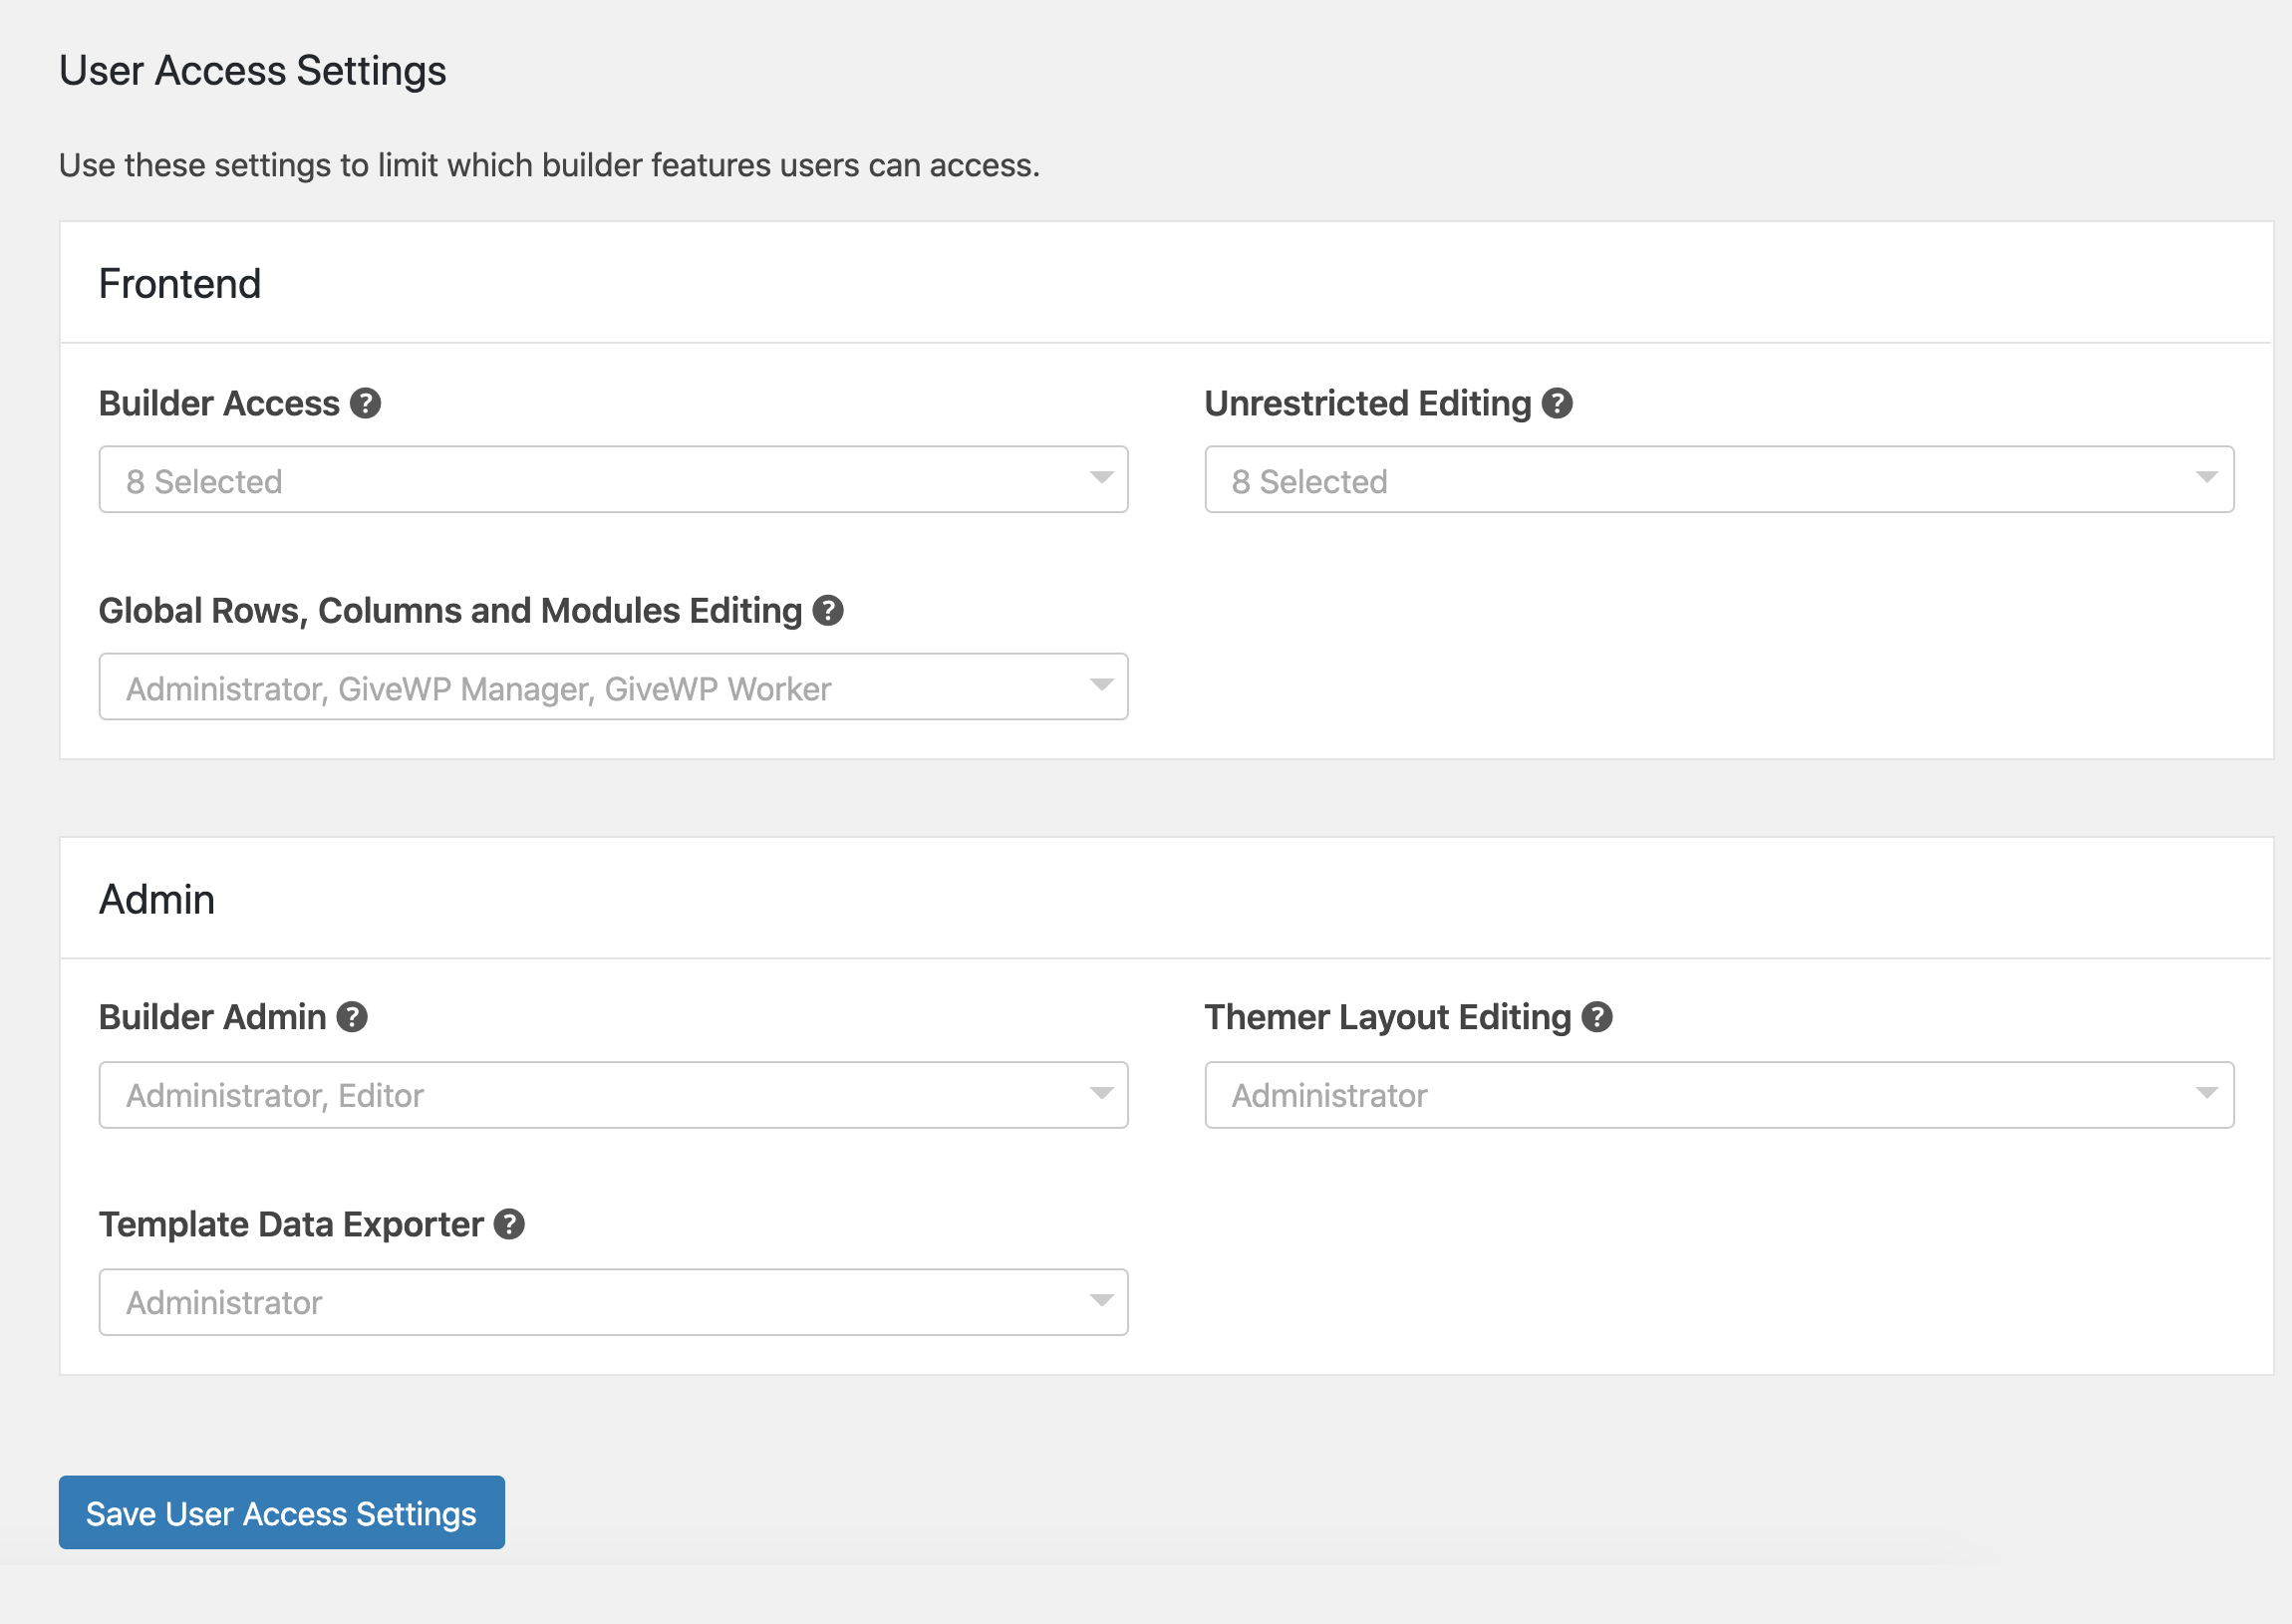 User Access Settings
Use these settings to limit which builder features users can access.
Frontend
Builder Access ?
Unrestricted Editing ?
8 Selected
8 Selected
Global Rows, Columns and Modules Editing ?
Administrator, GiveWP Manager, GiveWP Worker
Admin
Builder Admin ?
Themer Layout Editing ?
Administrator, Editor
Administrator
Template Data Exporter ?
Administrator
Save User Access Settings